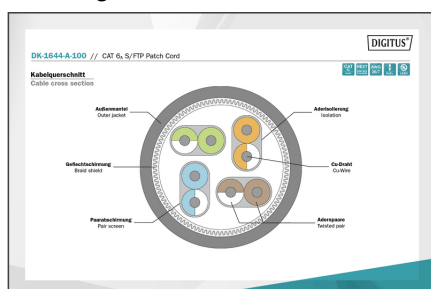 DIGITUS®
DK-1644-A-100 // CAT 6A S/FTP Patch Cord
Kabelquerschnitt
Cable cross section
Außenmantel
Outer jacket
Aderisolierung
Isolation
Geflechtschirmung
Braid shield
Cu-Draht
Cu-Wire
Paarabschirmung
Pair screen
Adernpaare
Twisted pair